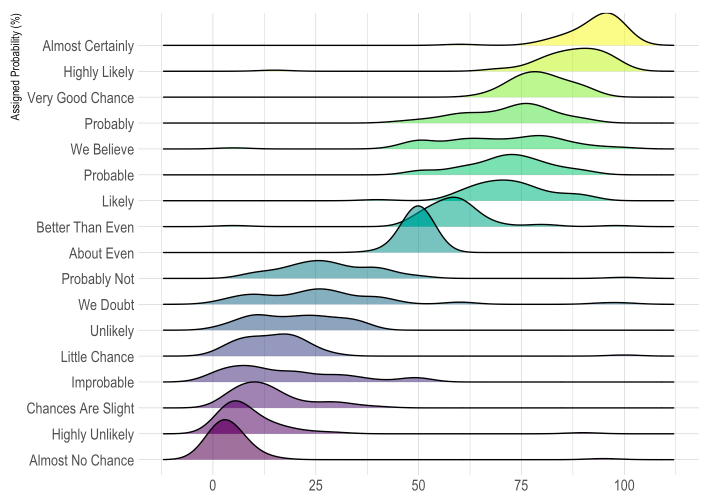 Assigned Probability (%)
Almost Certainly
Highly Likely
Very Good Chance
Probably
We Believe
Probable
Likely
Better Than Even
About Even
Probably Not
We Doubt
Unlikely
Little Chance
Improbable
Chances Are Slight
Highly Unlikely
Almost No Chance
0 25 50 75 100